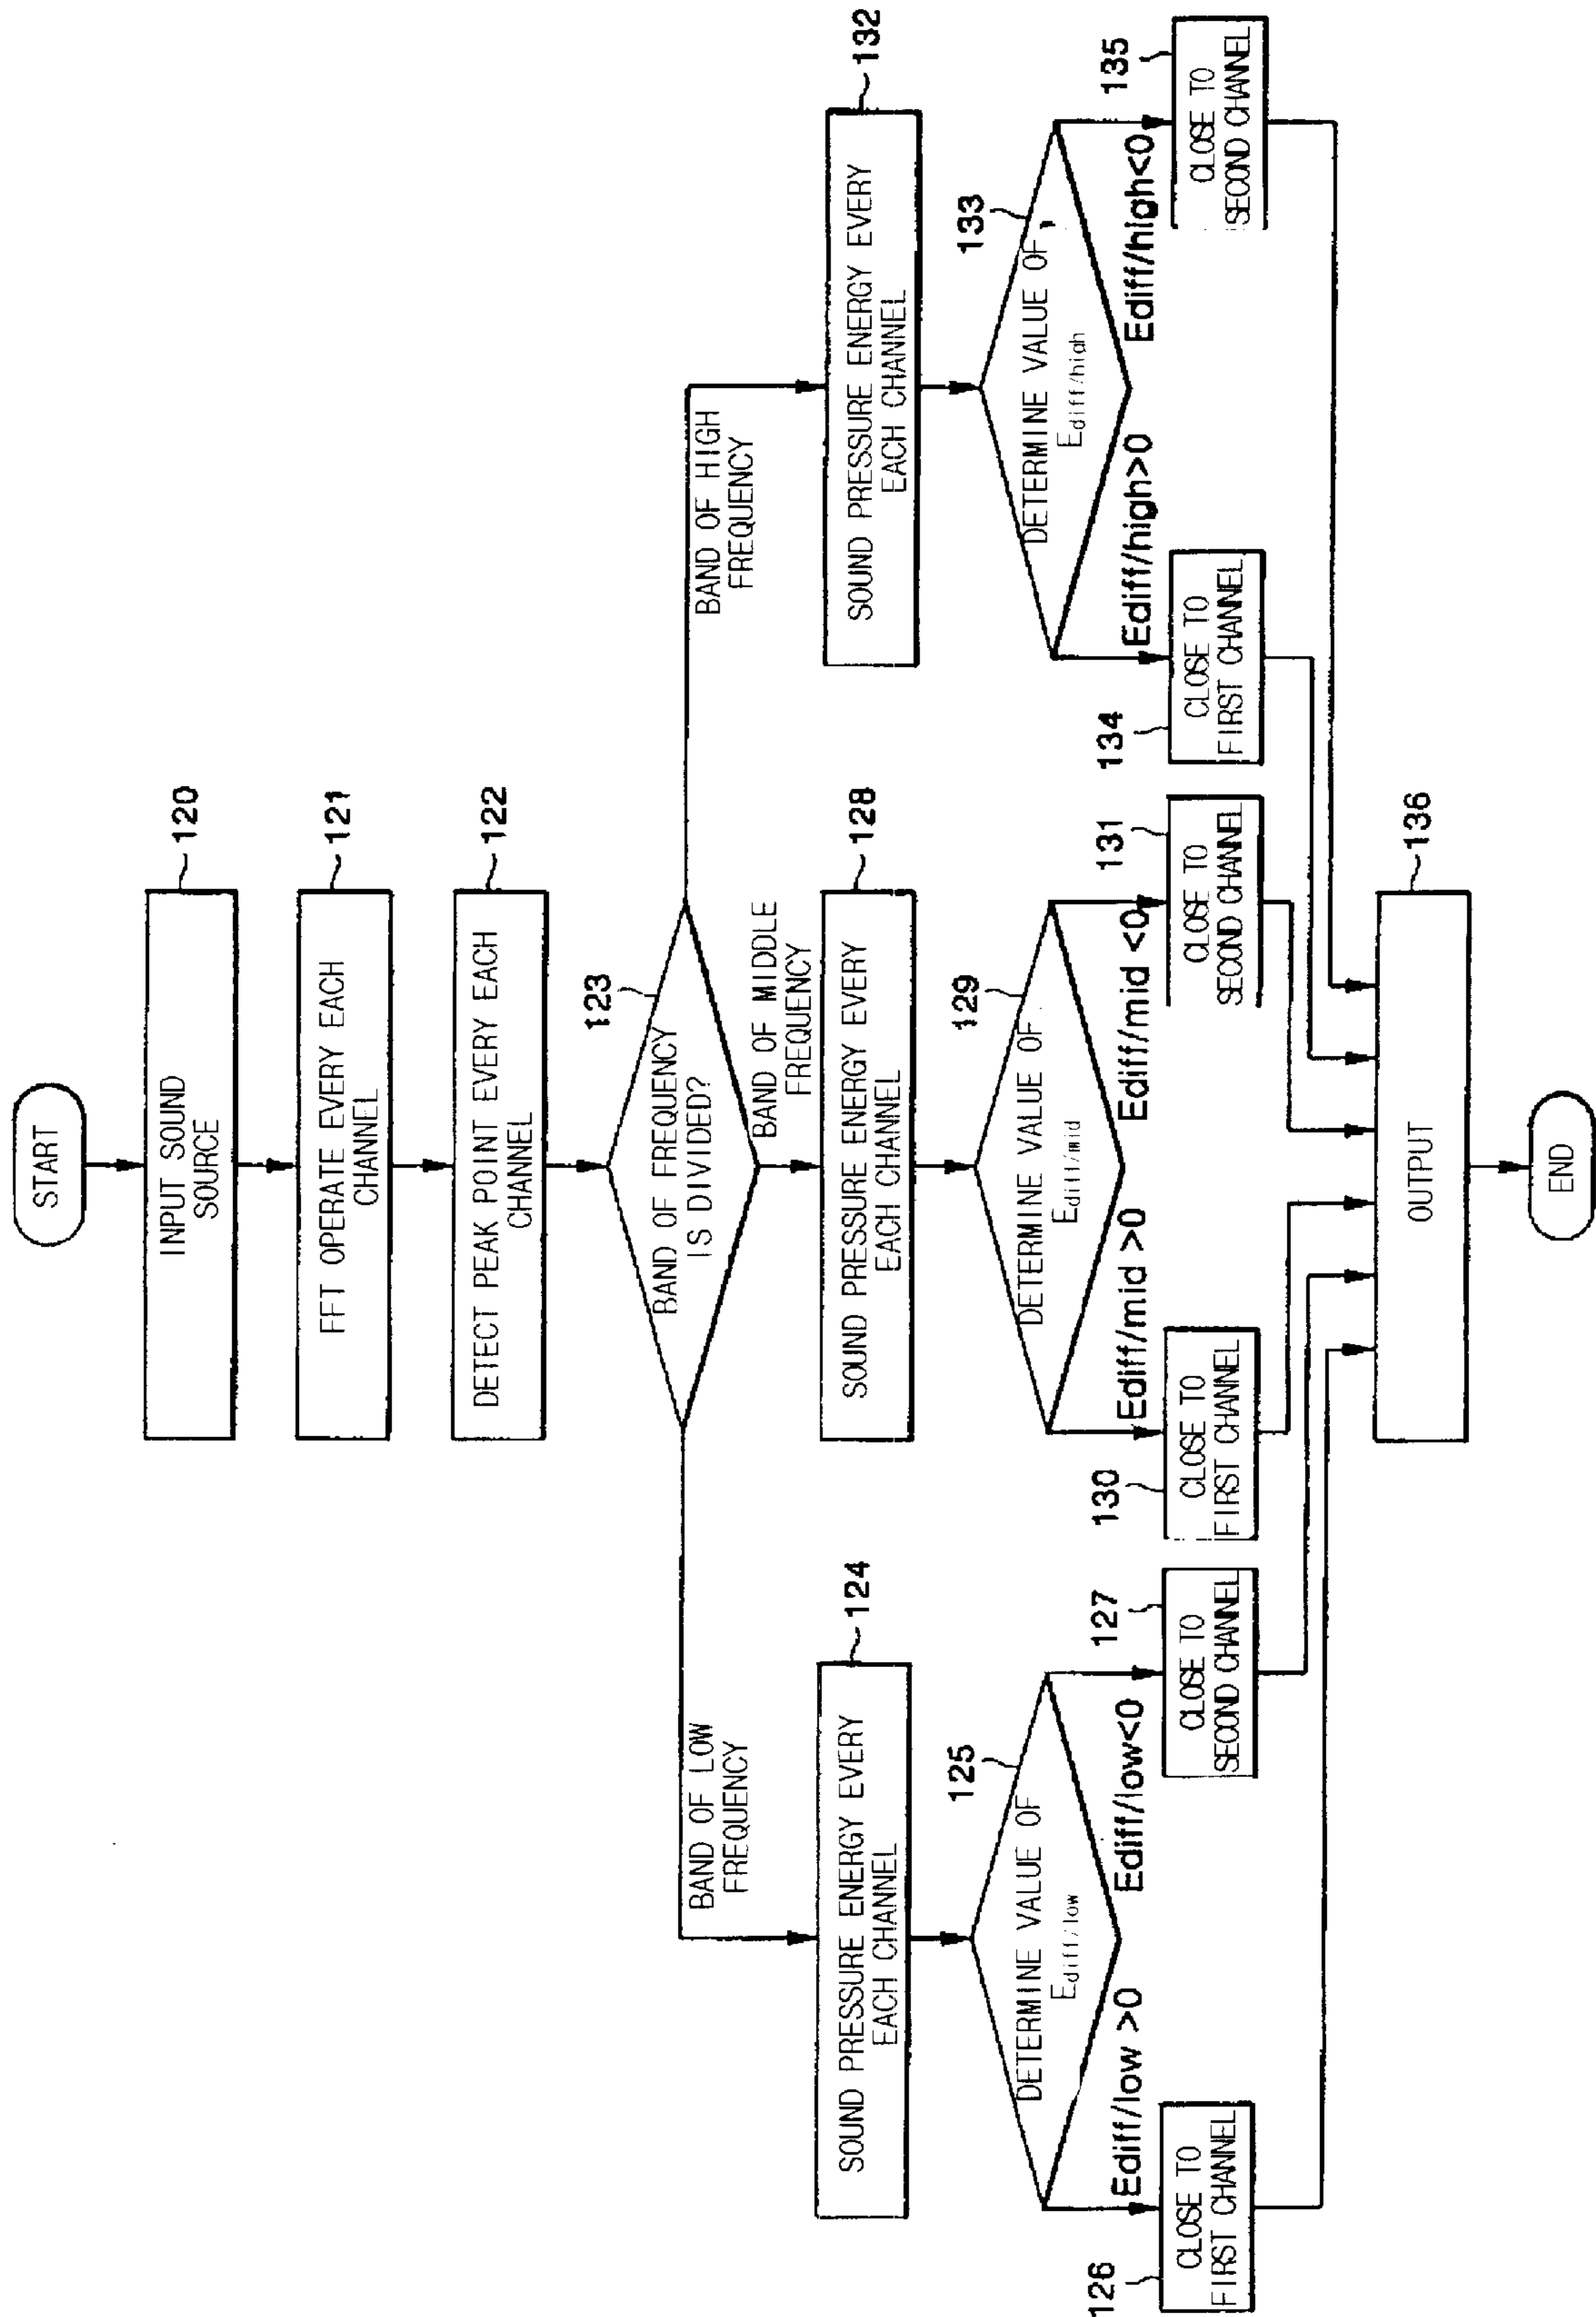 START
INPUT SOUND
SOURCE
120
FFT OPERATE EVERY EACH
CHANNEL
121
DETECT PEAK POINT EVERY EACH
CHANNEL
122
123
BAND OF FREQUENCY
IS DIVIDED?
BAND OF LOW
FREQUENCY
BAND OF MIDDLE
FREQUENCY
BAND OF HIGH
FREQUENCY
SOUND PRESSURE ENERGY EVERY
EACH CHANNEL
124
SOUND PRESSURE ENERGY EVERY
EACH CHANNEL
128
SOUND PRESSURE ENERGY EVERY
EACH CHANNEL
132
125
DETERMINE VALUE OF
Ediff/low
129
DETERMINE VALUE OF
Ediff/mid
133
DETERMINE VALUE OF
Ediff/high
Ediff/low >0
Ediff/low<0
Ediff/mid >0
Ediff/mid <0
Ediff/high>0
Ediff/high<0
126
CLOSE TO
FIRST CHANNEL
127
CLOSE TO
SECOND CHANNEL
130
CLOSE TO
FIRST CHANNEL
131
CLOSE TO
SECOND CHANNEL
134
CLOSE TO
FIRST CHANNEL
135
CLOSE TO
SECOND CHANNEL
OUTPUT
136
END